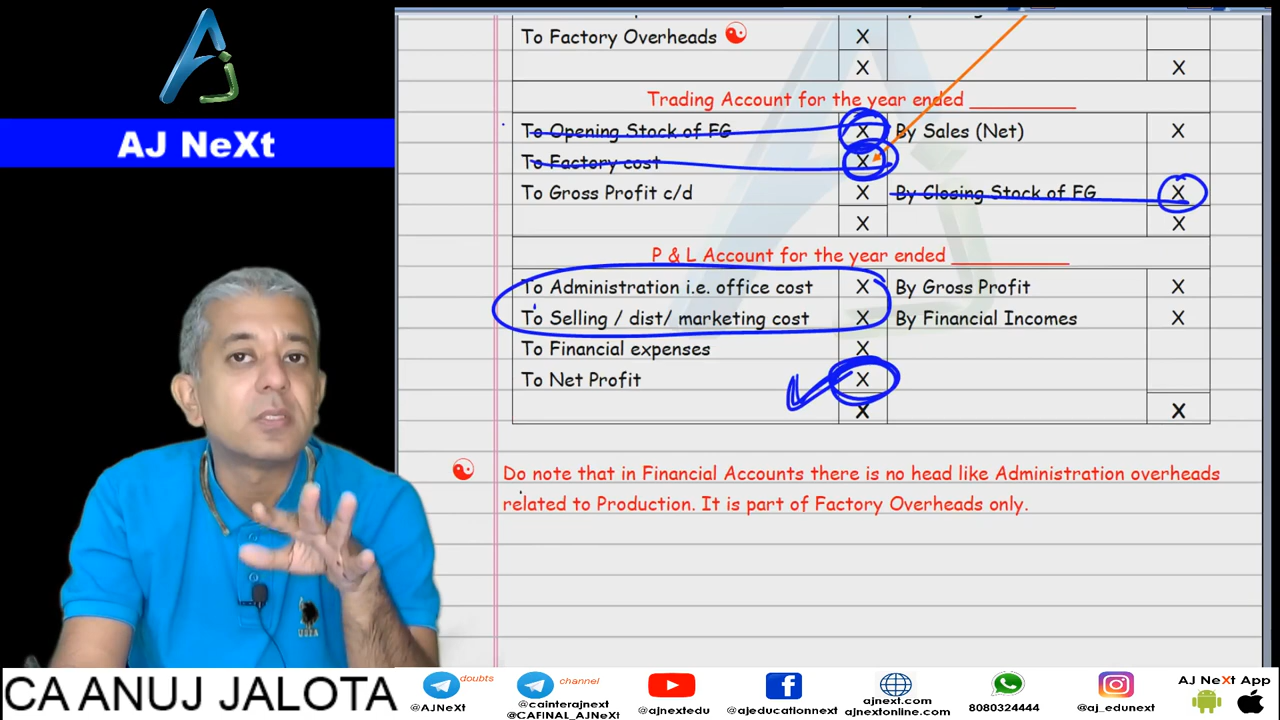 AJ NeXt
To Factory Overheads X
X X
Trading Account for the year ended ___________
To Opening Stock of FG X By Sales (Net) X
To Factory cost X
To Gross Profit c/d X By Closing Stock of FG X
X X
P & L Account for the year ended ___________
To Administration i.e. office cost X By Gross Profit X
To Selling / dist/ marketing cost X By Financial Incomes X
To Financial expenses X
To Net Profit X
X X
Do note that in Financial Accounts there is no head like Administration overheads
related to Production. It is part of Factory Overheads only.
USPA
CA ANUJ JALOTA
doubts
@AJNeXt
channel
@cainterajnext
@CAFINAL_AJNeXt
@ajnextedu
@ajeducationnext
ajnext.com
ajnextonline.com
8080324444
@aj_edunext
AJ NeXt App